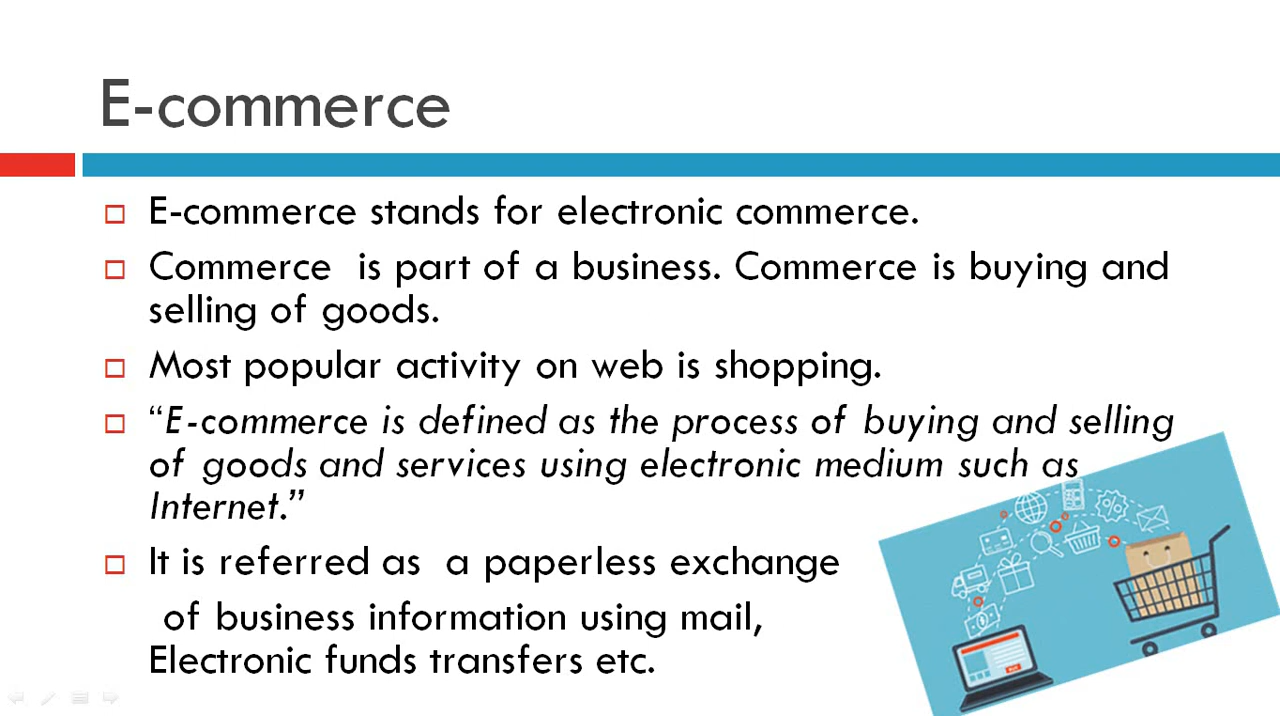 E-commerce
E-commerce stands for electronic commerce.
Commerce  is part of a business. Commerce is buying and
selling of goods.
Most popular activity on web is shopping.
“E-commerce is defined as the process of buying and selling
of goods and services using electronic medium such as
Internet.”
It is referred as  a paperless exchange
of business information using mail,
Electronic funds transfers etc.